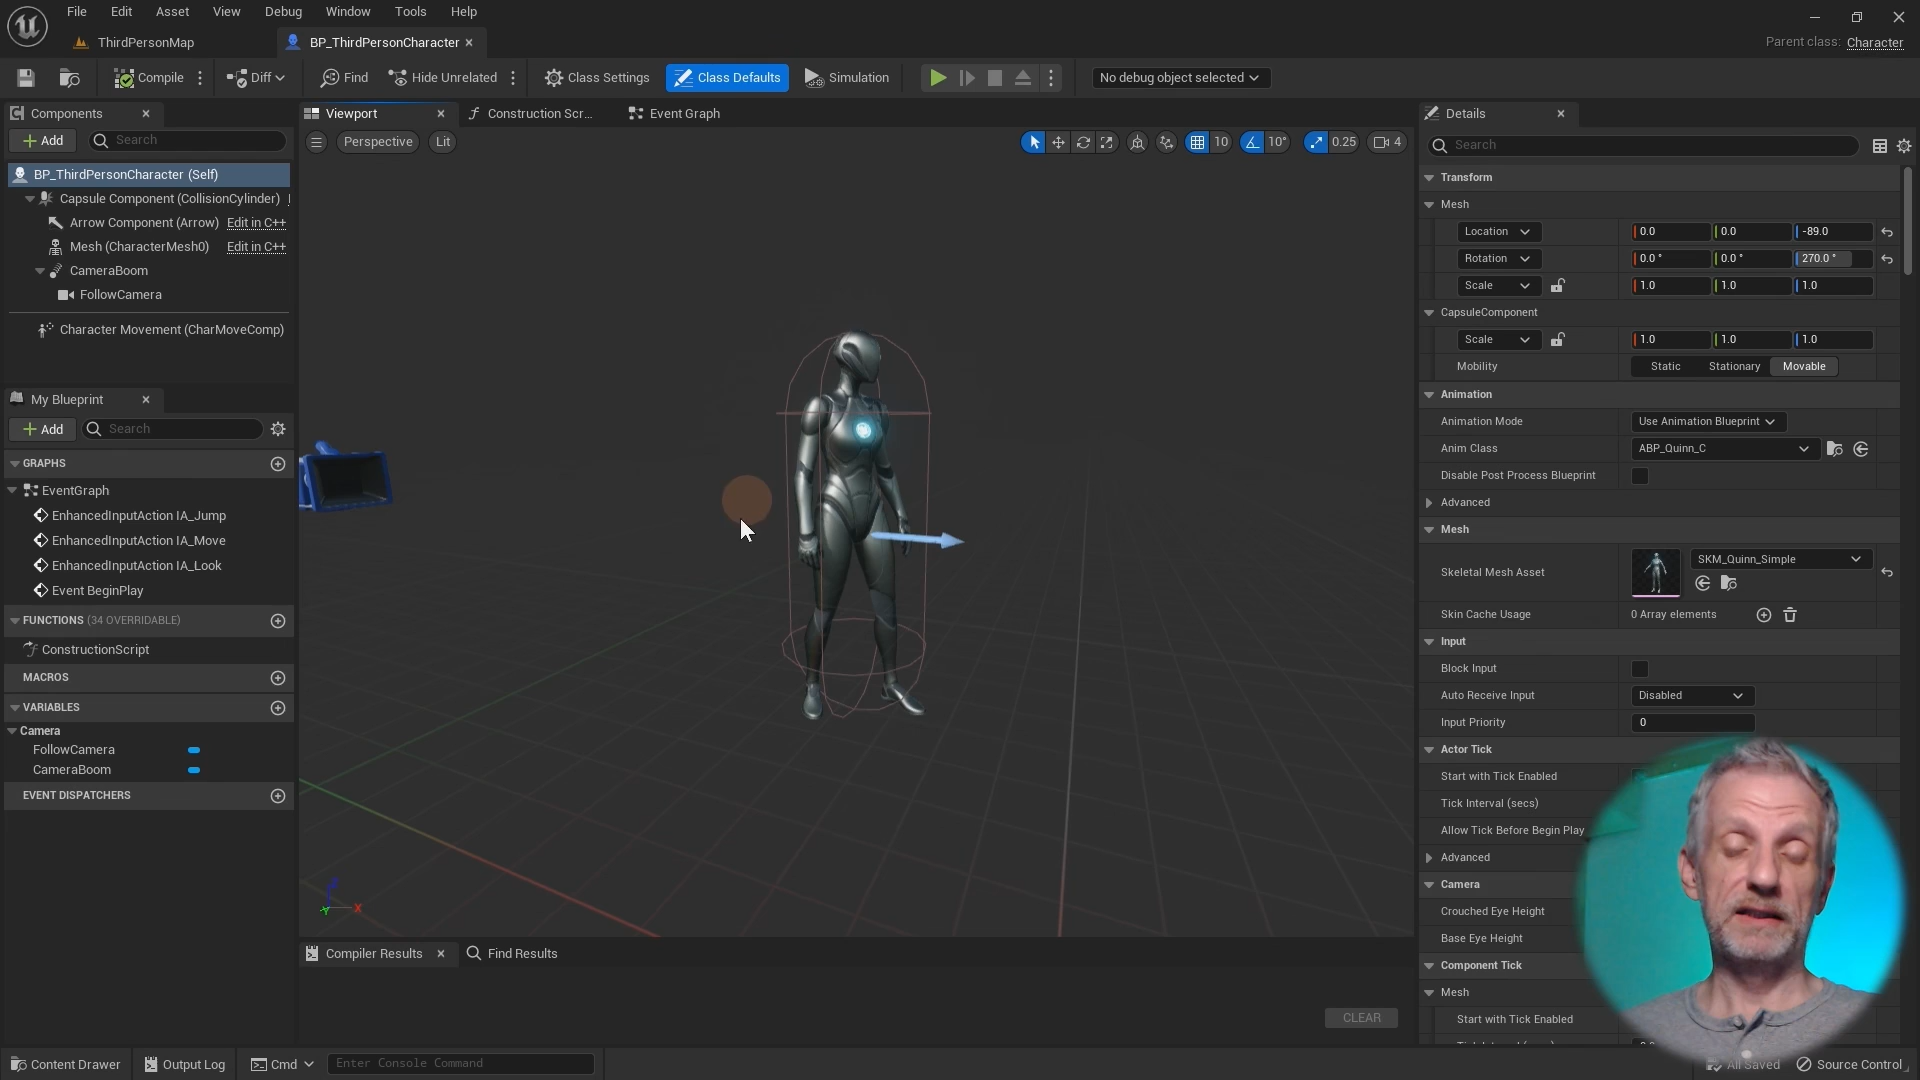 File Edit Asset View Debug Window Tools Help
ThirdPersonMap
BP_ThirdPersonCharacter
Parent class: Character
Compile
Diff
Find
Hide Unrelated
Class Settings
Class Defaults
Simulation
No debug object selected
Components
Add
Search
BP_ThirdPersonCharacter (Self)
Capsule Component (CollisionCylinder)
Arrow Component (Arrow) Edit in C++
Mesh (CharacterMesh0) Edit in C++
CameraBoom
FollowCamera
Character Movement (CharMoveComp)
My Blueprint
Add
Search
GRAPHS
EventGraph
EnhancedInputAction IA_Jump
EnhancedInputAction IA_Move
EnhancedInputAction IA_Look
Event BeginPlay
FUNCTIONS (34 OVERRIDABLE)
ConstructionScript
MACROS
VARIABLES
Camera
FollowCamera
CameraBoom
EVENT DISPATCHERS
Viewport
Construction Scr...
Event Graph
Perspective
Lit
10
10°
0.25
4
X
Y
Compiler Results
Find Results
CLEAR
Details
Search
Transform
Mesh
Location 0.0 0.0 -89.0
Rotation 0.0 ° 0.0 ° 270.0 °
Scale 1.0 1.0 1.0
CapsuleComponent
Scale 1.0 1.0 1.0
Mobility Static Stationary Movable
Animation
Animation Mode Use Animation Blueprint
Anim Class ABP_Quinn_C
Disable Post Process Blueprint
Advanced
Mesh
Skeletal Mesh Asset SKM_Quinn_Simple
Skin Cache Usage 0 Array elements
Input
Block Input
Auto Receive Input Disabled
Input Priority 0
Actor Tick
Start with Tick Enabled
Tick Interval (secs)
Allow Tick Before Begin Play
Advanced
Camera
Crouched Eye Height
Base Eye Height
Component Tick
Mesh
Start with Tick Enabled
Content Drawer
Output Log
Cmd
Enter Console Command
All Saved
Source Control